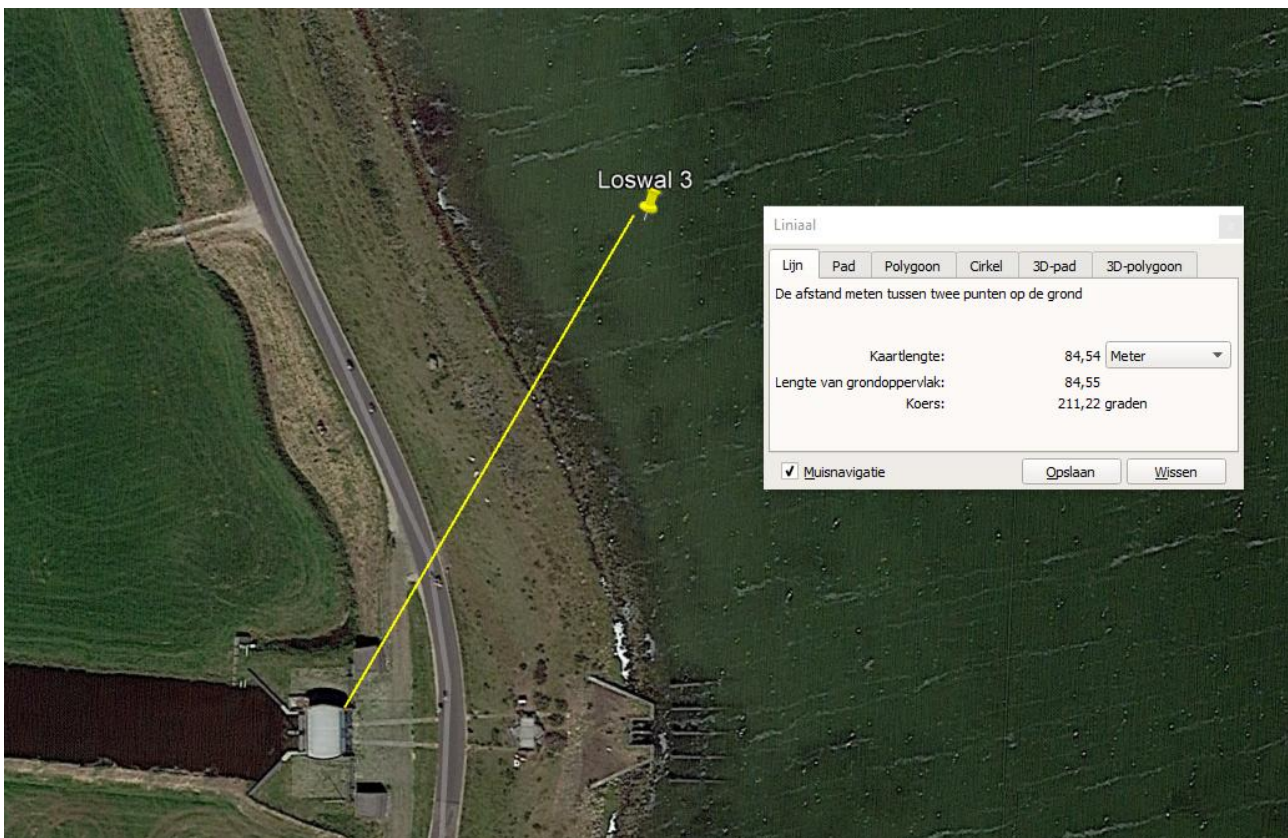 Loswal 3
Liniaal
Lijn Pad Polygoon Cirkel 3D-pad 3D-polygoon
De afstand meten tussen twee punten op de grond
Kaartlengte: 84,54 Meter
Lengte van grondoppervlak: 84,55
Koers: 211,22 graden
Muisnavigatie Opslaan Wissen